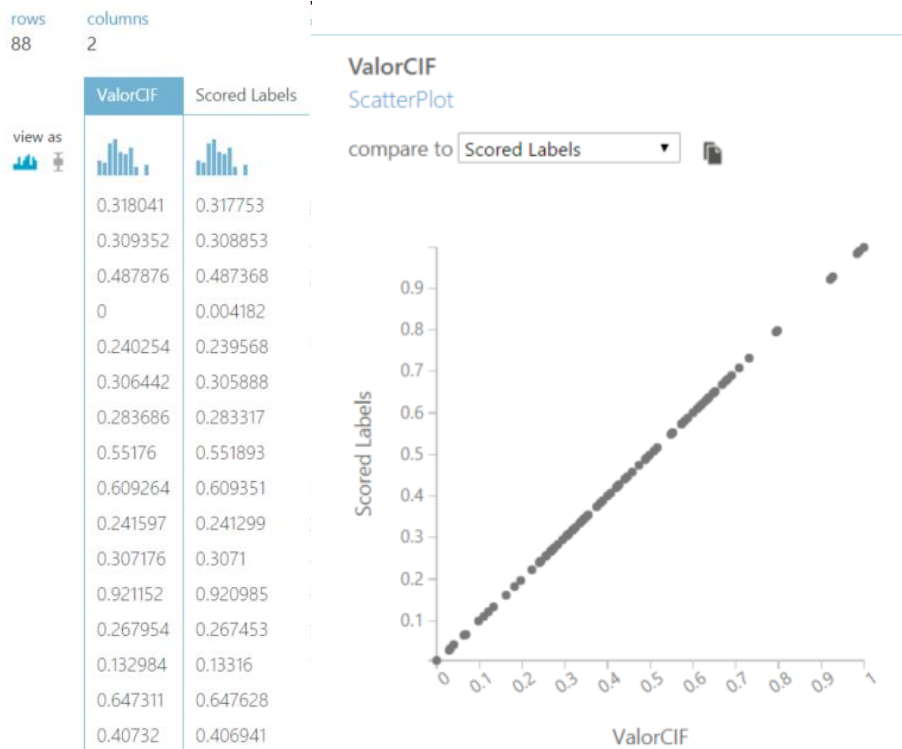 rows columns
88 2
ValorCIF Scored Labels
view as
0.318041 0.317753
0.309352 0.308853
0.487876 0.487368
0 0.004182
0.240254 0.239568
0.306442 0.305888
0.283686 0.283317
0.55176 0.551893
0.609264 0.609351
0.241597 0.241299
0.307176 0.3071
0.921152 0.920985
0.267954 0.267453
0.132984 0.13316
0.647311 0.647628
0.40732 0.406941
ValorCIF
ScatterPlot
compare to Scored Labels
0.9
0.8
0.7
0.6
0.5
0.4
0.3
0.2
0.1
Scored Labels
0 0.1 0.2 0.3 0.4 0.5 0.6 0.7 0.8 0.9 1
ValorCIF